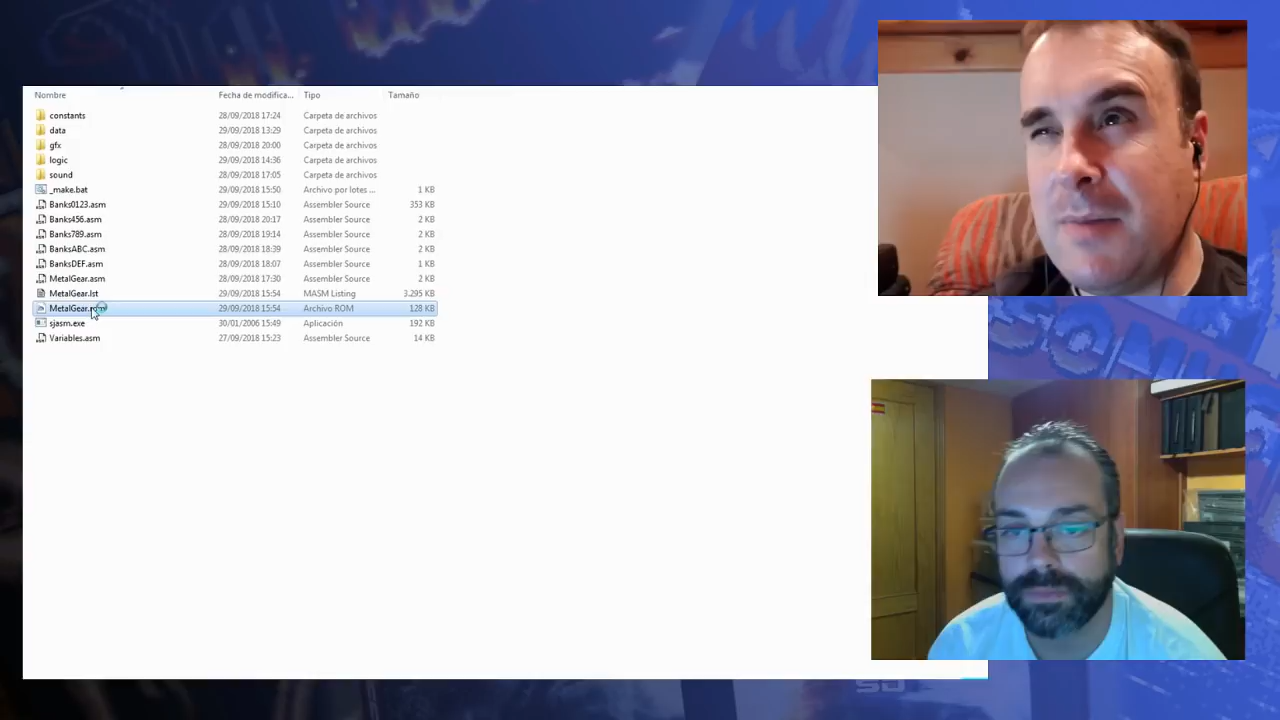 Nombre Fecha de modifica... Tipo Tamaño
constants 28/09/2018 17:24 Carpeta de archivos
data 29/09/2018 13:29 Carpeta de archivos
gfx 28/09/2018 20:00 Carpeta de archivos
logic 29/09/2018 14:36 Carpeta de archivos
sound 28/09/2018 17:05 Carpeta de archivos
_make.bat 29/09/2018 15:50 Archivo por lotes ... 1 KB
Banks0123.asm 29/09/2018 15:10 Assembler Source 353 KB
Banks456.asm 28/09/2018 20:17 Assembler Source 2 KB
Banks789.asm 28/09/2018 19:14 Assembler Source 2 KB
BanksABC.asm 28/09/2018 18:39 Assembler Source 2 KB
BanksDEF.asm 28/09/2018 18:07 Assembler Source 1 KB
MetalGear.asm 28/09/2018 17:30 Assembler Source 2 KB
MetalGear.lst 29/09/2018 15:54 MASM Listing 3.295 KB
MetalGear.rom 29/09/2018 15:54 Archivo ROM 128 KB
sjasm.exe 30/01/2006 15:49 Aplicación 192 KB
Variables.asm 27/09/2018 15:23 Assembler Source 14 KB